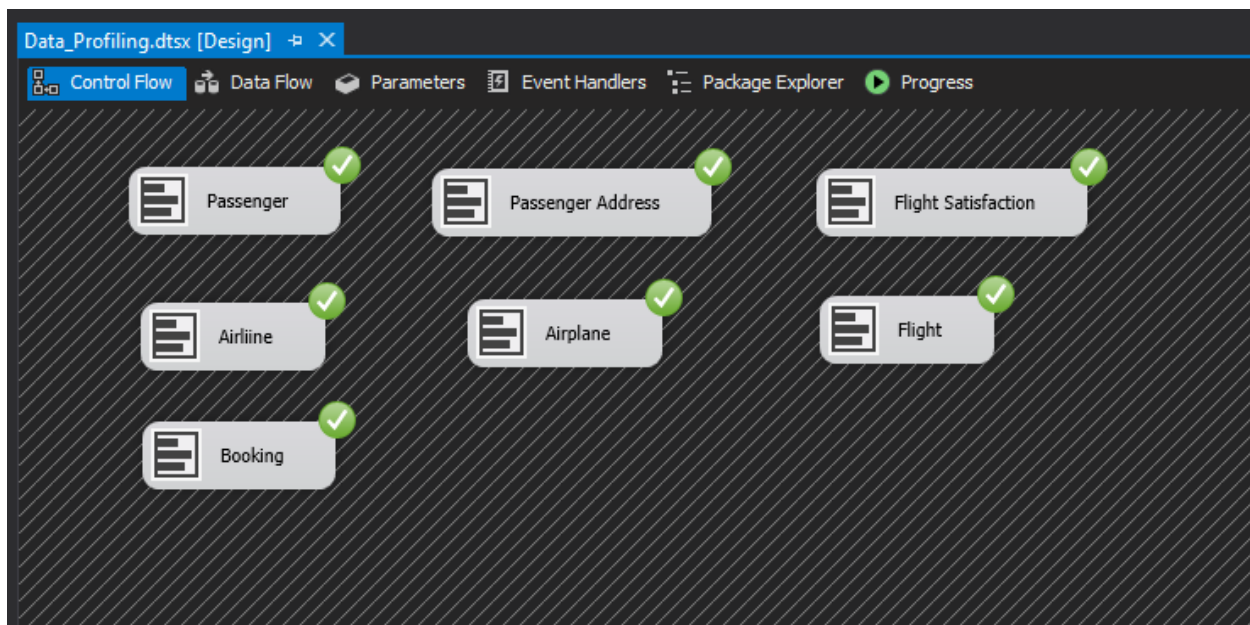 Data_Profiling.dtsx [Design]
Control Flow Data Flow Parameters Event Handlers Package Explorer Progress
Passenger Passenger Address Flight Satisfaction
Airliine Airplane Flight
Booking